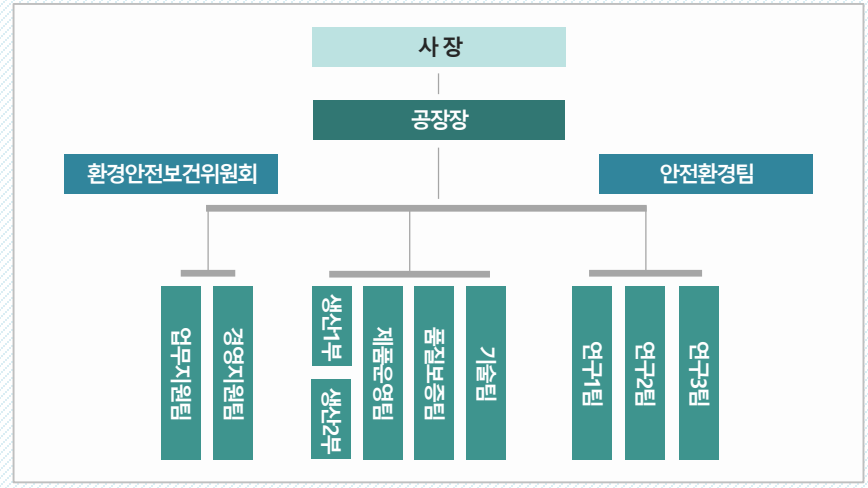 사 장
공장장
환경안전보건위원회
안전환경팀
업무지원팀
경영지원팀
생산1부
생산2부
제품운영팀
품질보증팀
기술팀
연구1팀
연구2팀
연구3팀